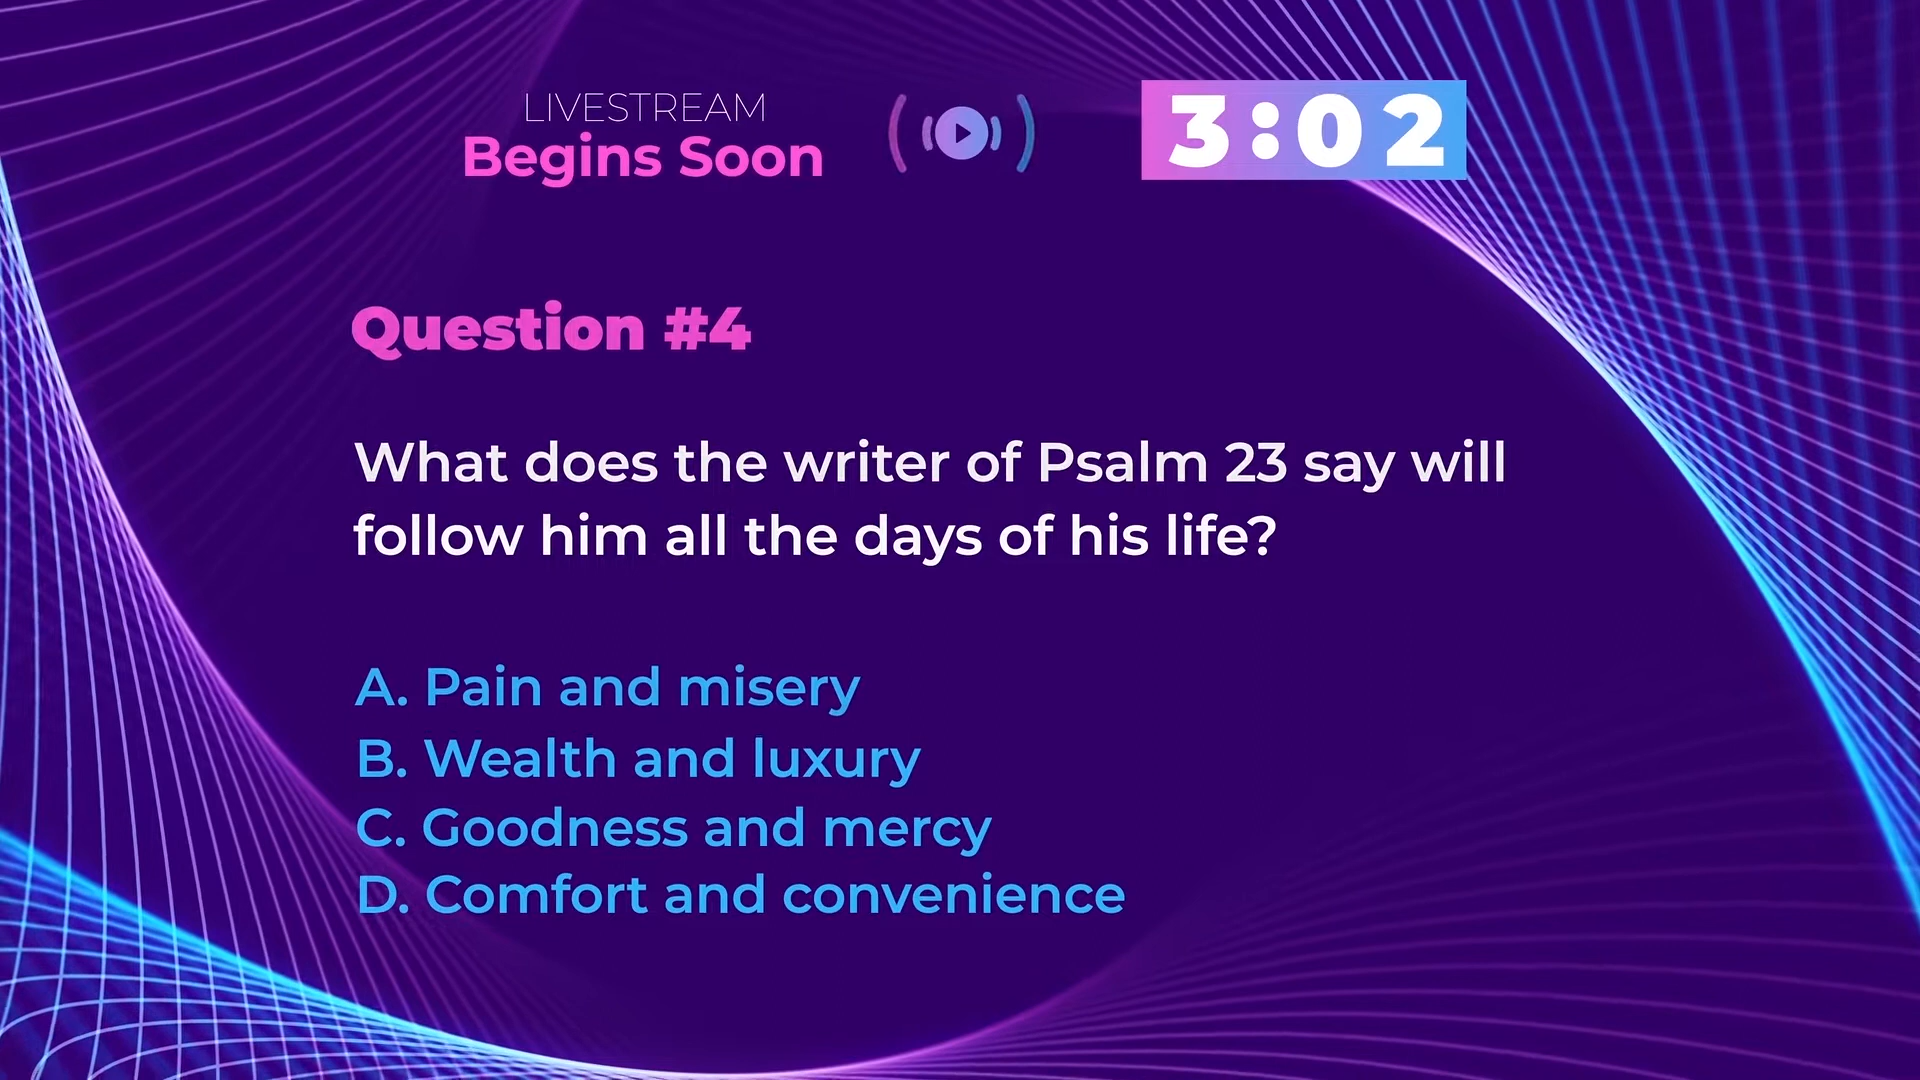 LIVESTREAM
Begins Soon
3:02
Question #4
What does the writer of Psalm 23 say will
follow him all the days of his life?
A. Pain and misery
B. Wealth and luxury
C. Goodness and mercy
D. Comfort and convenience